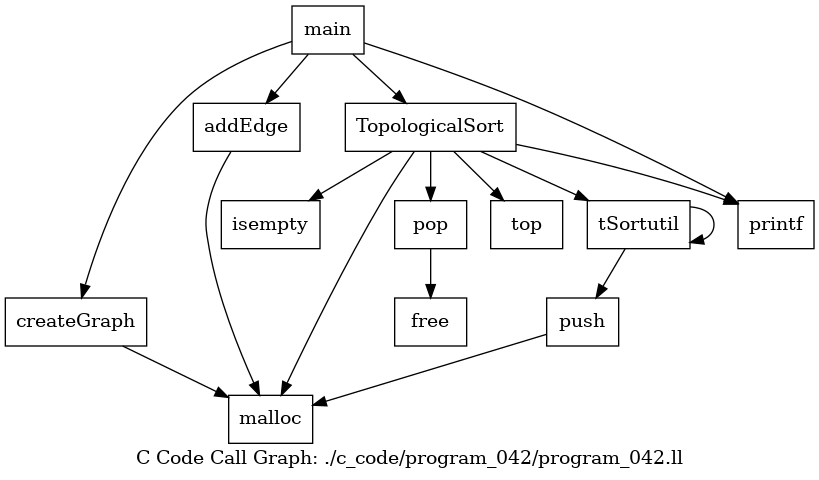 main
addEdge
TopologicalSort
isempty
pop
top
tSortutil
printf
createGraph
free
push
malloc
C Code Call Graph: ./c_code/program_042/program_042.ll